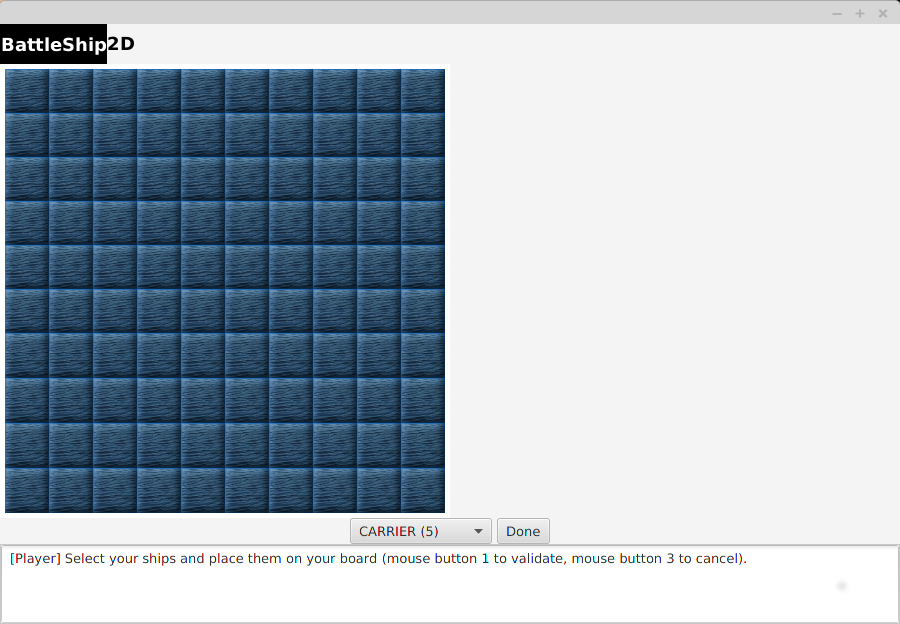 BattleShip2D
CARRIER (5)
Done
[Player] Select your ships and place them on your board (mouse button 1 to validate, mouse button 3 to cancel).